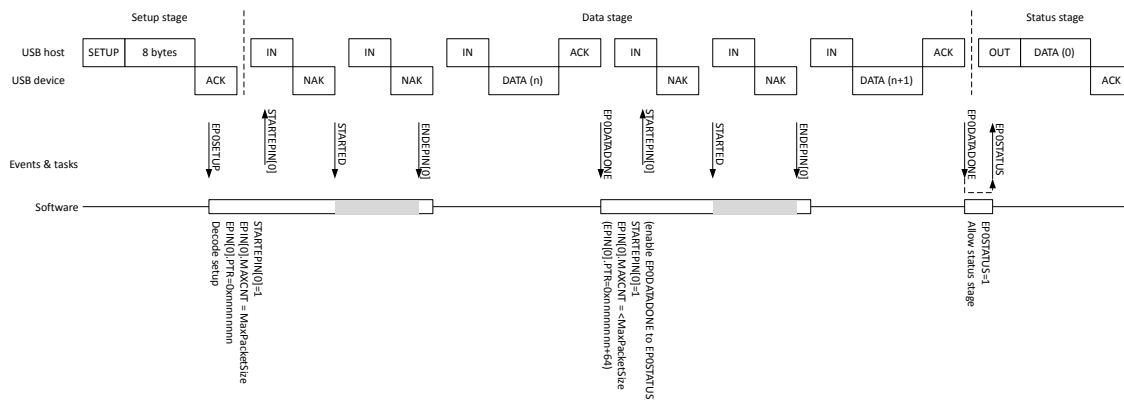 Setup stage
Data stage
Status stage
USB host
SETUP
8 bytes
IN
IN
IN
ACK
IN
IN
IN
ACK
OUT
DATA (0)
USB device
ACK
NAK
NAK
DATA (n)
NAK
NAK
DATA (n+1)
ACK
Events & tasks
EP0SETUP
STARTEPIN[0]
STARTED
ENDEPIN[0]
EP0DATADONE
STARTEPIN[0]
STARTED
ENDEPIN[0]
EP0DATADONE
EP0STATUS
Software
STARTEPIN[0]=1
EPIN[0].MAXCNT = MaxPacketSize
EPIN[0].PTR=0xnnnnnnnn
Decode setup
(enable EP0DATADONE to EP0STATUS
STARTEPIN[0]=1
EPIN[0].MAXCNT = <MaxPacketSize
(EPIN[0].PTR=0xnnnnnnnn+64)
EP0STATUS=1
Allow status stage